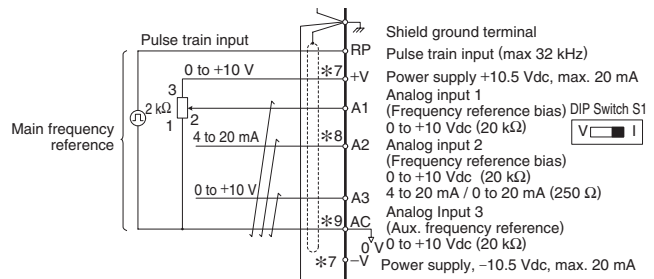 Shield ground terminal
Pulse train input
RP Pulse train input (max 32 kHz)
0 to +10 V
*7 +V Power supply +10.5 Vdc, max. 20 mA
3
2 kΩ
1 2
A1 Analog input 1
(Frequency reference bias)
0 to +10 Vdc (20 kΩ)
DIP Switch S1
V I
Main frequency
reference
4 to 20 mA
*8 A2 Analog input 2
(Frequency reference bias)
0 to +10 Vdc (20 kΩ)
4 to 20 mA / 0 to 20 mA (250 Ω)
0 to +10 V
A3 Analog Input 3
(Aux. frequency reference)
0 to +10 Vdc (20 kΩ)
*9 AC
0 V
*7 −V Power supply, −10.5 Vdc, max. 20 mA